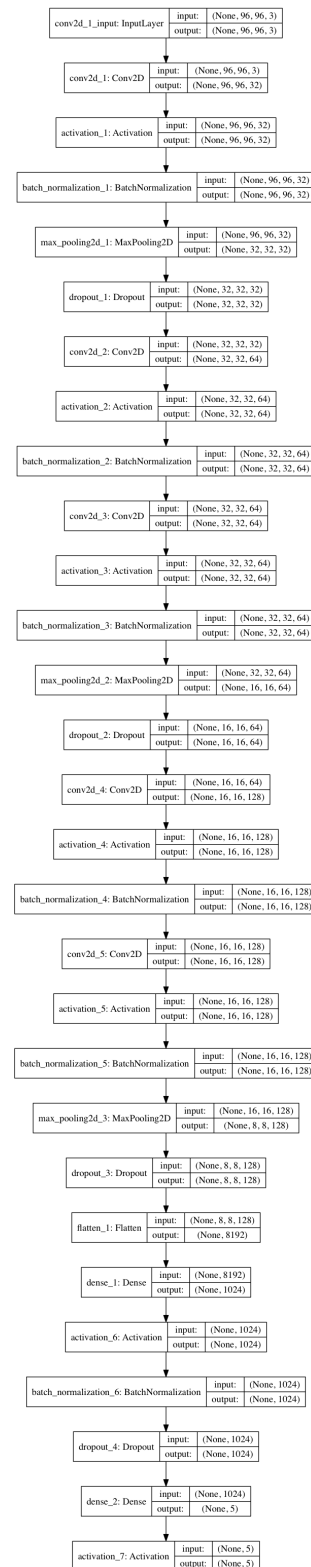 conv2d_1_input: InputLayer input: (None, 96, 96, 3)
output: (None, 96, 96, 3)
conv2d_1: Conv2D input: (None, 96, 96, 3)
output: (None, 96, 96, 32)
activation_1: Activation input: (None, 96, 96, 32)
output: (None, 96, 96, 32)
batch_normalization_1: BatchNormalization input: (None, 96, 96, 32)
output: (None, 96, 96, 32)
max_pooling2d_1: MaxPooling2D input: (None, 96, 96, 32)
output: (None, 32, 32, 32)
dropout_1: Dropout input: (None, 32, 32, 32)
output: (None, 32, 32, 32)
conv2d_2: Conv2D input: (None, 32, 32, 32)
output: (None, 32, 32, 64)
activation_2: Activation input: (None, 32, 32, 64)
output: (None, 32, 32, 64)
batch_normalization_2: BatchNormalization input: (None, 32, 32, 64)
output: (None, 32, 32, 64)
conv2d_3: Conv2D input: (None, 32, 32, 64)
output: (None, 32, 32, 64)
activation_3: Activation input: (None, 32, 32, 64)
output: (None, 32, 32, 64)
batch_normalization_3: BatchNormalization input: (None, 32, 32, 64)
output: (None, 32, 32, 64)
max_pooling2d_2: MaxPooling2D input: (None, 32, 32, 64)
output: (None, 16, 16, 64)
dropout_2: Dropout input: (None, 16, 16, 64)
output: (None, 16, 16, 64)
conv2d_4: Conv2D input: (None, 16, 16, 64)
output: (None, 16, 16, 128)
activation_4: Activation input: (None, 16, 16, 128)
output: (None, 16, 16, 128)
batch_normalization_4: BatchNormalization input: (None, 16, 16, 128)
output: (None, 16, 16, 128)
conv2d_5: Conv2D input: (None, 16, 16, 128)
output: (None, 16, 16, 128)
activation_5: Activation input: (None, 16, 16, 128)
output: (None, 16, 16, 128)
batch_normalization_5: BatchNormalization input: (None, 16, 16, 128)
output: (None, 16, 16, 128)
max_pooling2d_3: MaxPooling2D input: (None, 16, 16, 128)
output: (None, 8, 8, 128)
dropout_3: Dropout input: (None, 8, 8, 128)
output: (None, 8, 8, 128)
flatten_1: Flatten input: (None, 8, 8, 128)
output: (None, 8192)
dense_1: Dense input: (None, 8192)
output: (None, 1024)
activation_6: Activation input: (None, 1024)
output: (None, 1024)
batch_normalization_6: BatchNormalization input: (None, 1024)
output: (None, 1024)
dropout_4: Dropout input: (None, 1024)
output: (None, 1024)
dense_2: Dense input: (None, 1024)
output: (None, 5)
activation_7: Activation input: (None, 5)
output: (None, 5)